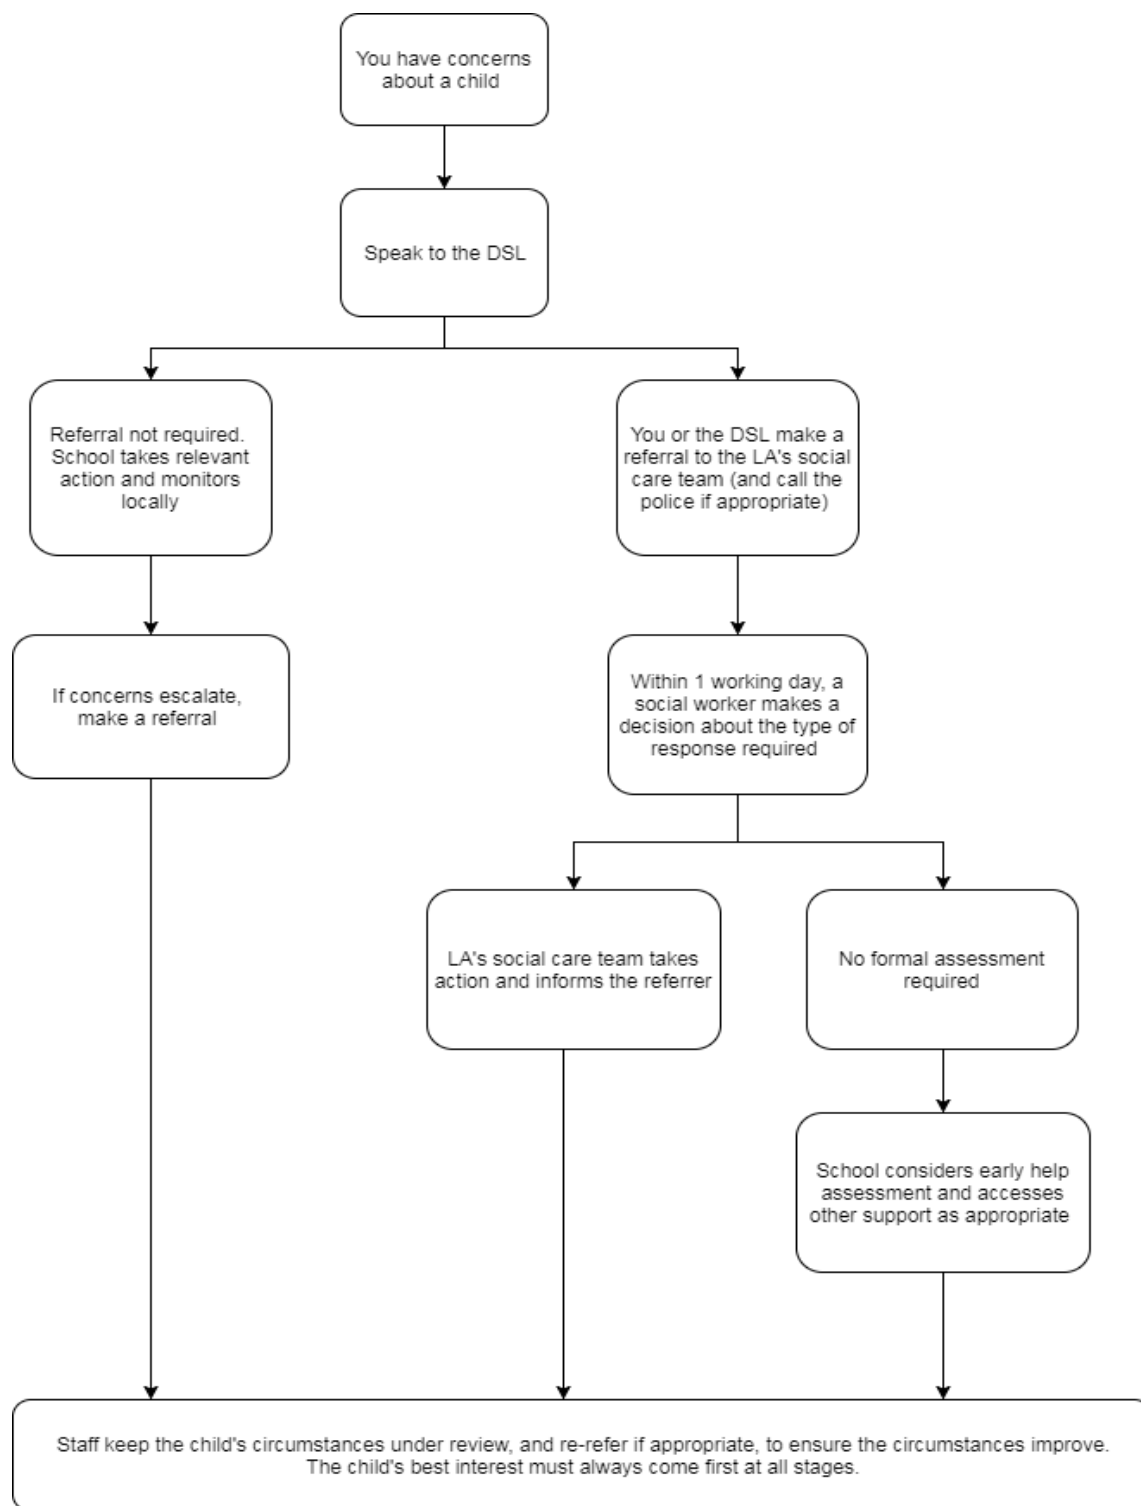 You have concerns
about a child
Speak to the DSL
Referral not required.
School takes relevant
action and monitors
locally
You or the DSL make a
referral to the LA's social
care team (and call the
police if appropriate)
If concerns escalate,
make a referral
Within 1 working day, a
social worker makes a
decision about the type of
response required
LA's social care team takes
action and informs the referrer
No formal assessment
required
School considers early help
assessment and accesses
other support as appropriate
Staff keep the child's circumstances under review, and re-refer if appropriate, to ensure the circumstances improve.
The child's best interest must always come first at all stages.